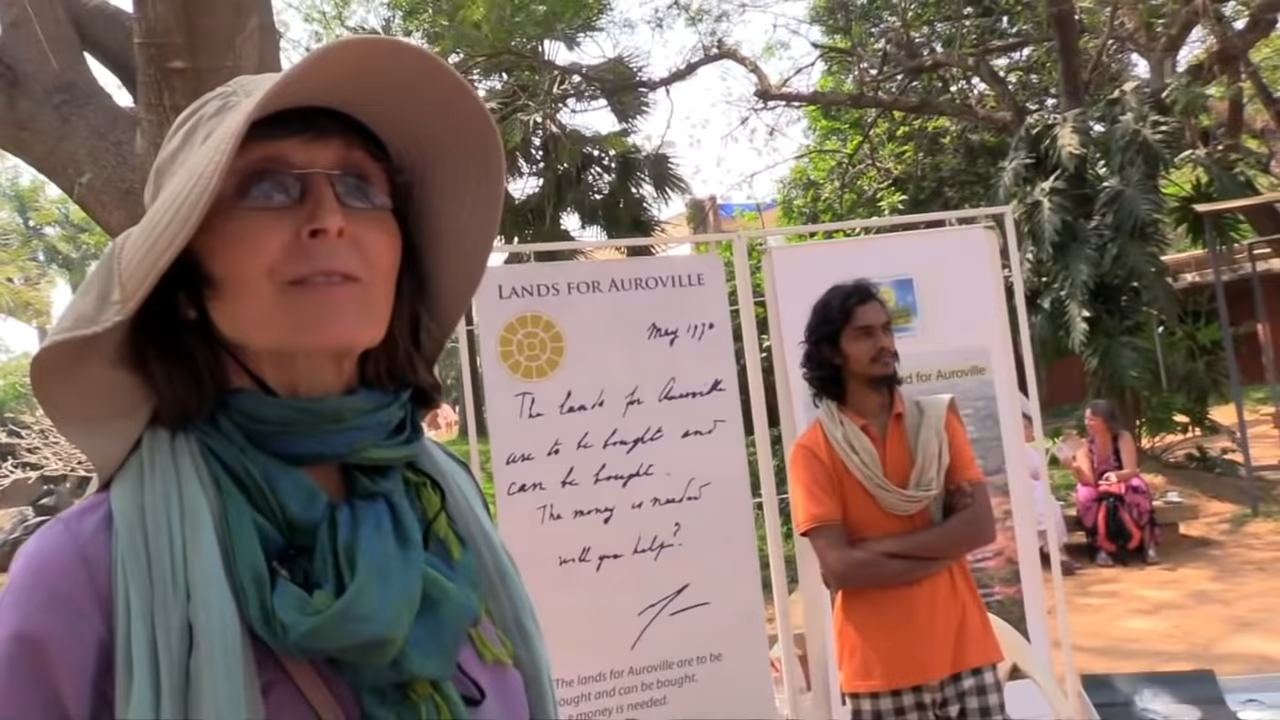 LANDS FOR AUROVILLE
May 1970
The lands for Auroville
are to be bought and
can be bought.
The money is needed
will you help?
"The lands for Auroville are to be
bought and can be bought.
money is needed.
d for Auroville